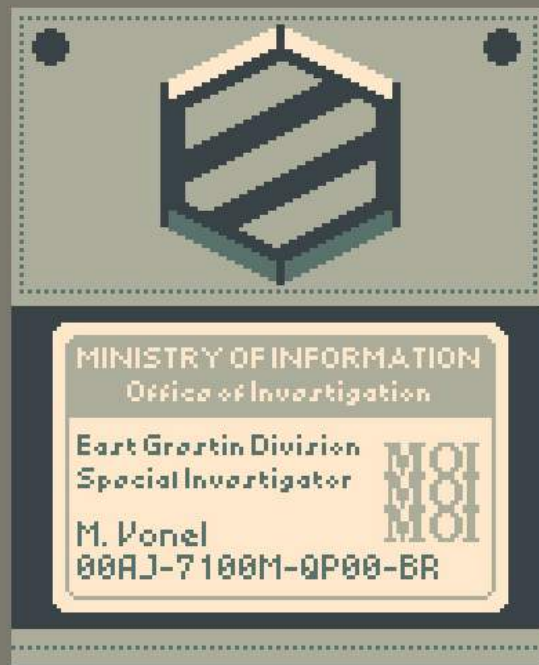 MINISTRY OF INFORMATION
Office of Investigation
East Grestin Division
Special Investigator
MOI
MOI
MOI
M. Vonel
00AJ-7100M-QP00-BR